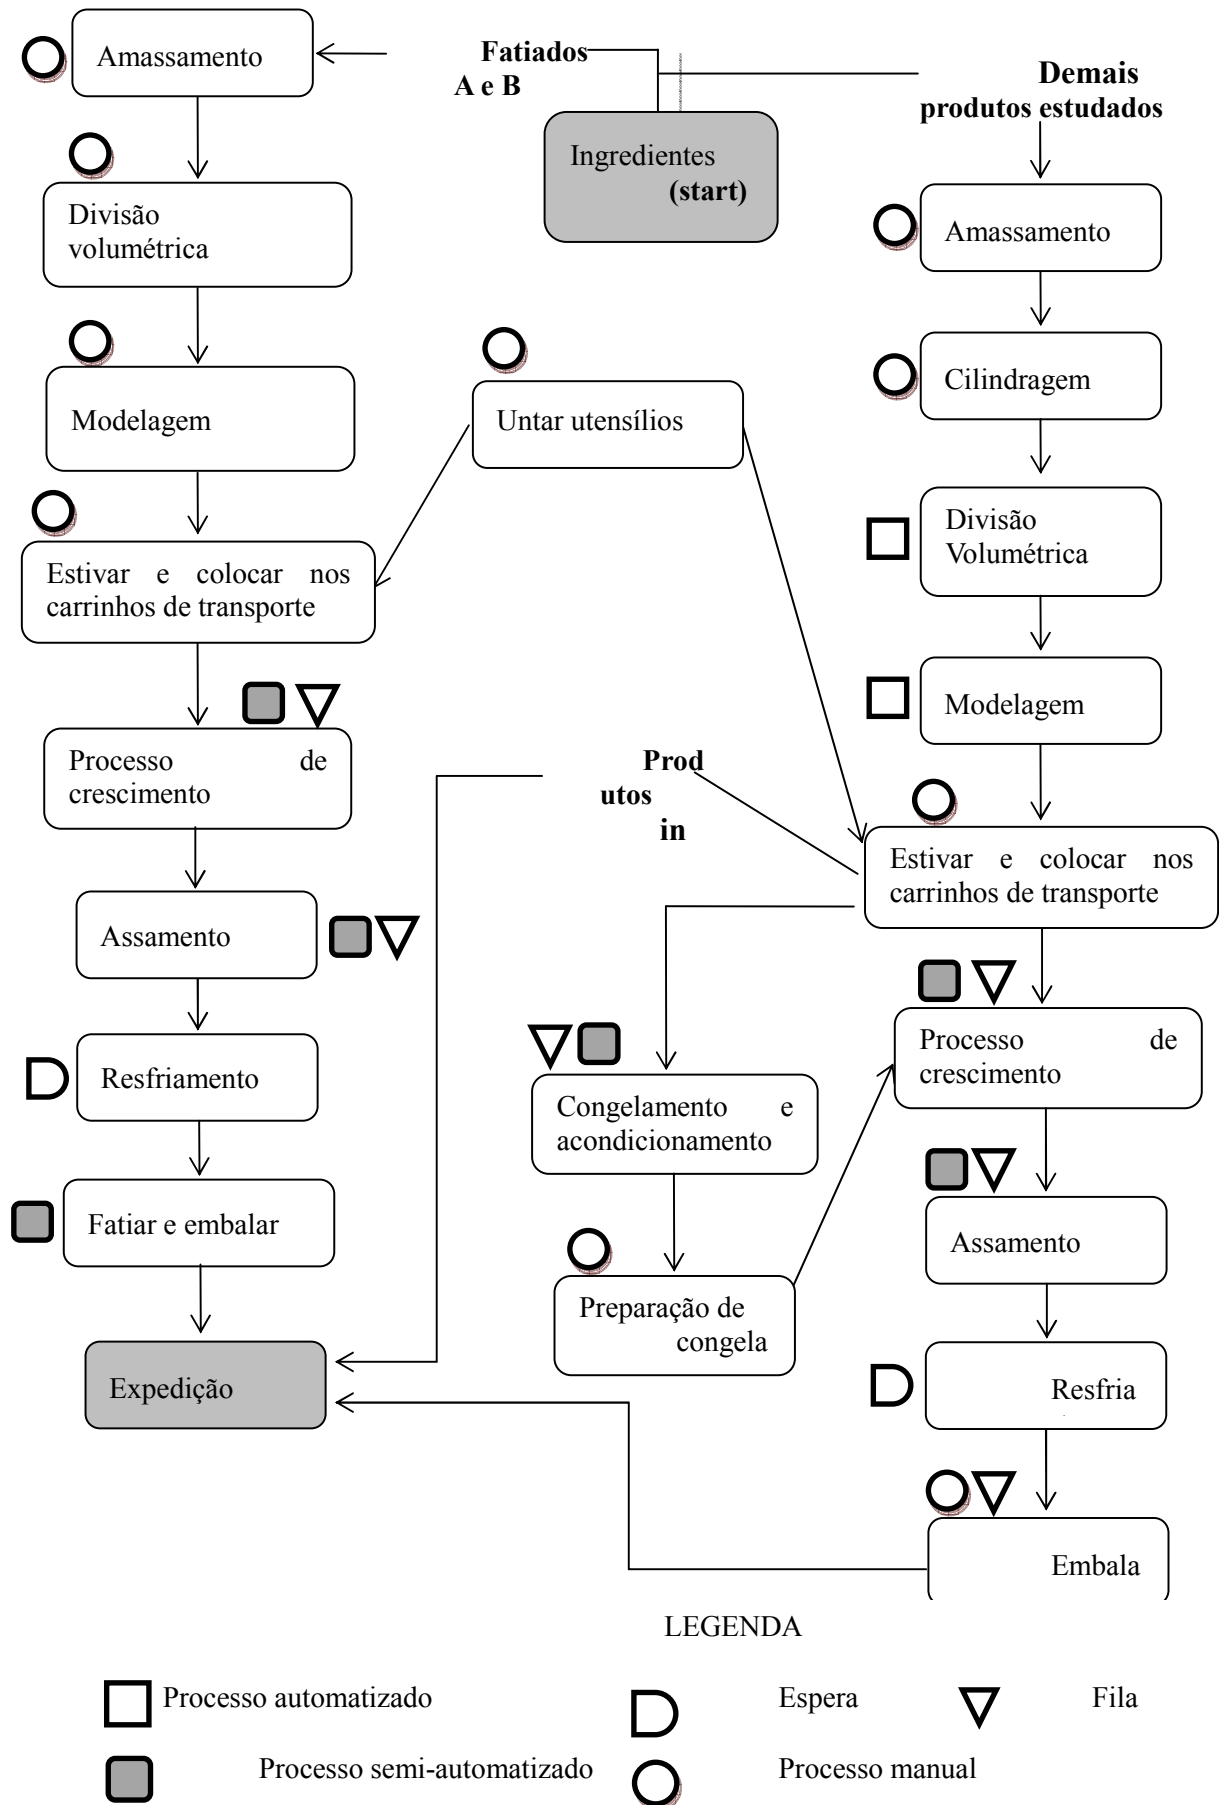 Amassamento
Fatiados
A e B
Demais
produtos estudados
Ingredientes
(start)
Divisão
volumétrica
Amassamento
Modelagem
Untar utensílios
Cilindragem
Estivar e colocar nos
carrinhos de transporte
Divisão
Volumétrica
Modelagem
Processo de
crescimento
Prod
utos
in
Estivar e colocar nos
carrinhos de transporte
Assamento
Resfriamento
Congelamento e
acondicionamento
Processo de
crescimento
Fatiar e embalar
Assamento
Preparação de
congela
Expedição
Resfria
Embala
LEGENDA
Processo automatizado
Espera
Fila
Processo semi-automatizado
Processo manual